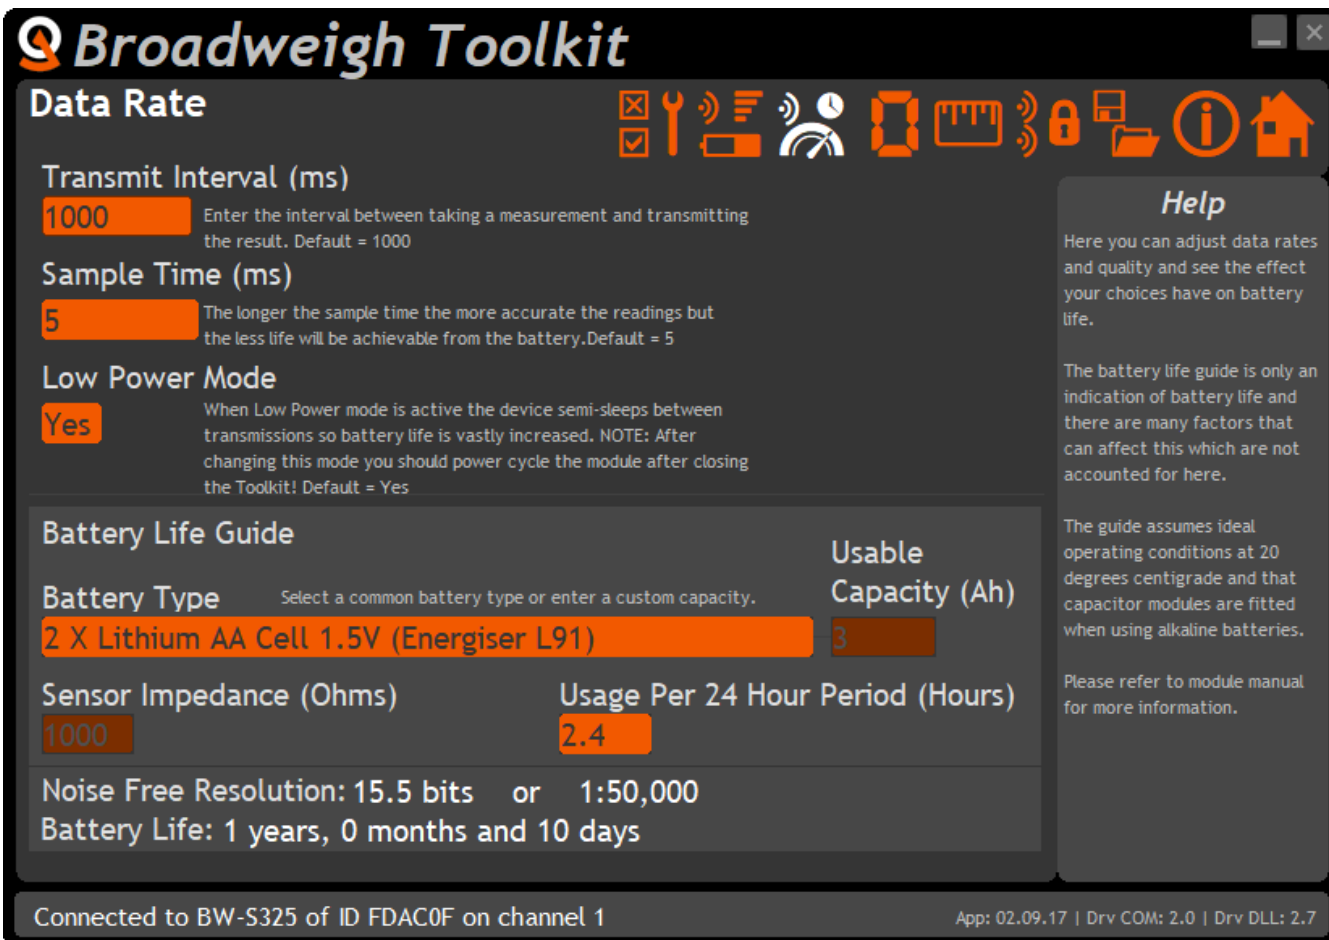 Broadweigh Toolkit
Data Rate
Transmit Interval (ms)
1000
Enter the interval between taking a measurement and transmitting
the result. Default = 1000
Sample Time (ms)
5
The longer the sample time the more accurate the readings but
the less life will be achievable from the battery.Default = 5
Low Power Mode
Yes
When Low Power mode is active the device semi-sleeps between
transmissions so battery life is vastly increased. NOTE: After
changing this mode you should power cycle the module after closing
the Toolkit! Default = Yes
Battery Life Guide
Usable
Capacity (Ah)
Battery Type
Select a common battery type or enter a custom capacity.
2 X Lithium AA Cell 1.5V (Energiser L91)
3
Sensor Impedance (Ohms)
1000
Usage Per 24 Hour Period (Hours)
2.4
Noise Free Resolution: 15.5 bits or 1:50,000
Battery Life: 1 years, 0 months and 10 days
Help
Here you can adjust data rates
and quality and see the effect
your choices have on battery
life.
The battery life guide is only an
indication of battery life and
there are many factors that
can affect this which are not
accounted for here.
The guide assumes ideal
operating conditions at 20
degrees centigrade and that
capacitor modules are fitted
when using alkaline batteries.
Please refer to module manual
for more information.
Connected to BW-S325 of ID FDAC0F on channel 1
App: 02.09.17 | Drv COM: 2.0 | Drv DLL: 2.7